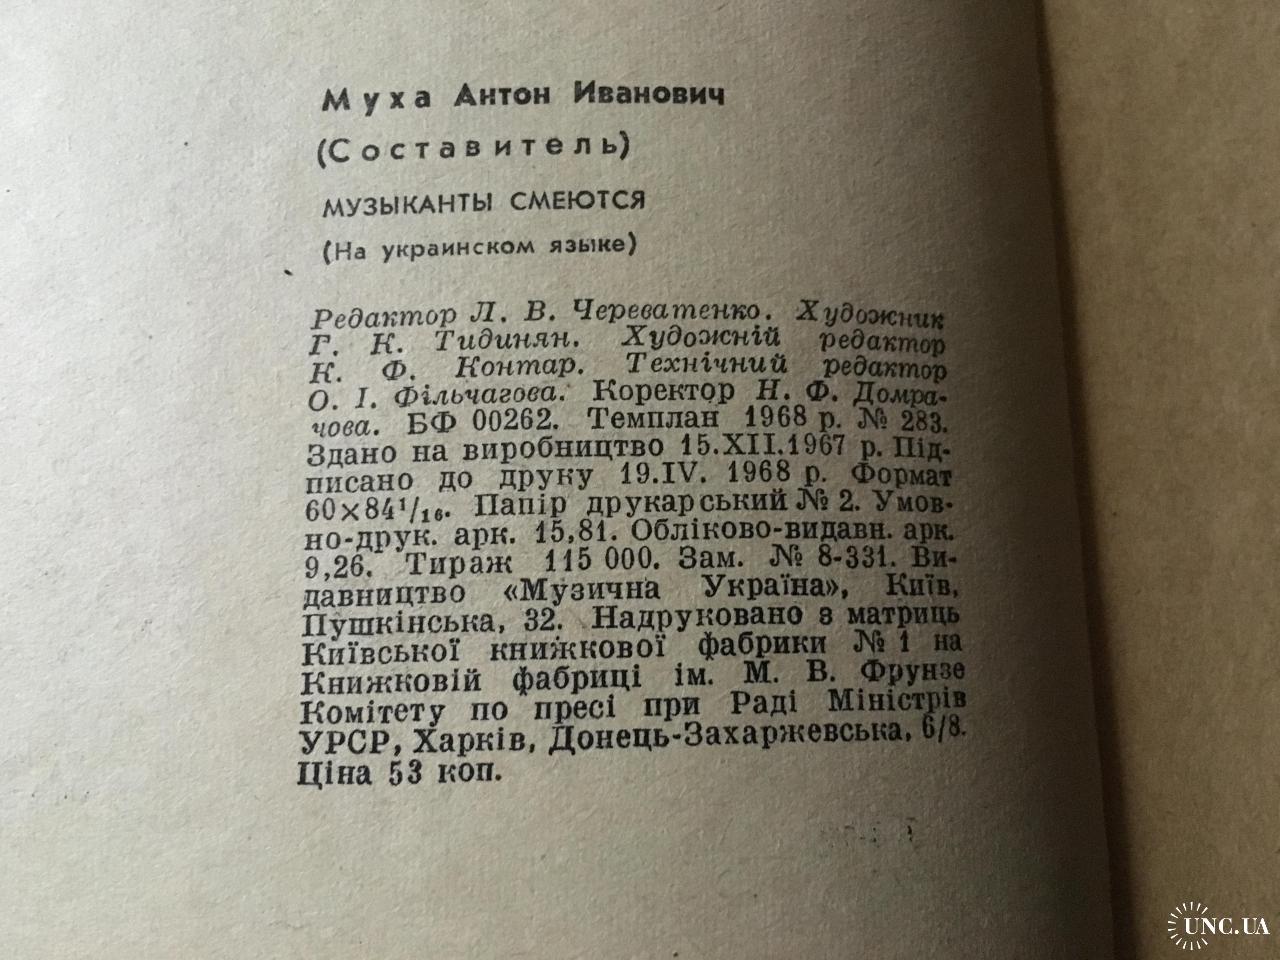 Муха Антон Иванович
(Составитель)
МУЗЫКАНТЫ СМЕЮТСЯ
(На украинском языке)
Редактор Л. В. Череватенко. Художник
Г. К. Тидинян. Художній редактор
К. Ф. Контар. Технічний редактор
О. І. Фільчагова. Коректор Н. Ф. Домра-
чова. БФ 00262. Темплан 1968 р. № 283.
Здано на виробництво 15.XII.1967 р. Під-
писано до друку 19.IV. 1968 р. Формат
60×84¹/₁₆. Папір друкарський № 2. Умов-
но-друк. арк. 15,81. Обліково-видавн. арк.
9,26. Тираж 115 000. Зам. № 8-331. Ви-
давництво «Музична Україна», Київ,
Пушкінська, 32. Надруковано з матриць
Київської книжкової фабрики № 1 на
Книжковій фабриці ім. М. В. Фрунзе
Комітету по пресі при Раді Міністрів
УРСР, Харків, Донець-Захаржевська, 6/8.
Ціна 53 коп.
UNC.UA